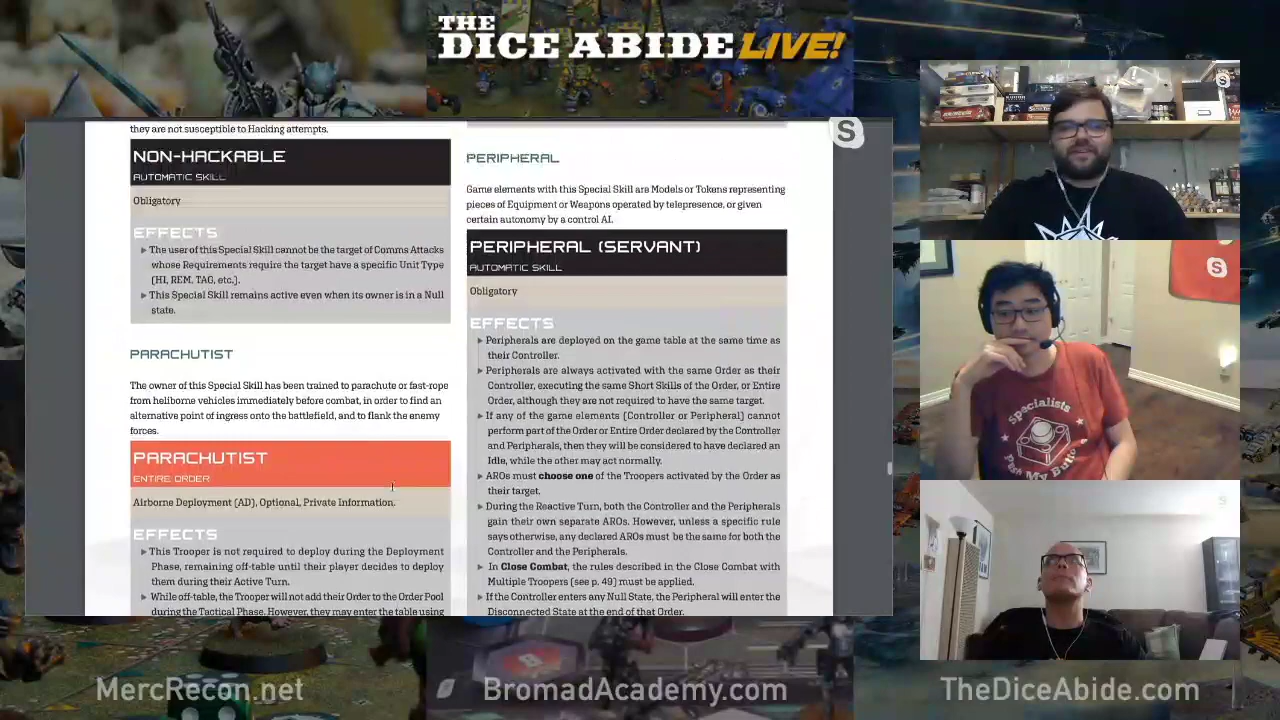 THE
DICE ABIDE LIVE!
they are not susceptible to Hacking attempts.
NON-HACKABLE
AUTOMATIC SKILL
Obligatory
EFFECTS
▶ The user of this Special Skill cannot be the target of Comms Attacks
whose Requirements require the target have a specific Unit Type
(HI, REM, TAG, etc.).
▶ This Special Skill remains active even when its owner is in a Null
state.
PARACHUTIST
The owner of this Special Skill has been trained to parachute or fast-rope
from heliborne vehicles immediately before combat, in order to find an
alternative point of ingress onto the battlefield, and to flank the enemy
forces.
PARACHUTIST
ENTIRE ORDER
Airborne Deployment (AD), Optional, Private Information.
EFFECTS
▶ This Trooper is not required to deploy during the Deployment
Phase, remaining off-table until their player decides to deploy
them during their Active Turn.
▶ While off-table, the Trooper will not add their Order to the Order Pool
during the Tactical Phase. However, they may enter the table using
PERIPHERAL
Game elements with this Special Skill are Models or Tokens representing
pieces of Equipment or Weapons operated by telepresence, or given
certain autonomy by a control AI.
PERIPHERAL (SERVANT)
AUTOMATIC SKILL
Obligatory
EFFECTS
▶ Peripherals are deployed on the game table at the same time as
their Controller.
▶ Peripherals are always activated with the same Order as their
Controller, executing the same Short Skills of the Order, or Entire
Order, although they are not required to have the same target.
▶ If any of the game elements (Controller or Peripheral) cannot
perform part of the Order or Entire Order declared by the Controller
and Peripherals, then they will be considered to have declared an
Idle, while the other may act normally.
▶ AROs must choose one of the Troopers activated by the Order as
their target.
▶ During the Reactive Turn, both the Controller and the Peripherals
gain their own separate AROs. However, unless a specific rule
says otherwise, any declared AROs must be the same for both the
Controller and the Peripherals.
▶ In Close Combat, the rules described in the Close Combat with
Multiple Troopers (see p. 49) must be applied.
▶ If the Controller enters any Null State, the Peripheral will enter the
Disconnected State at the end of that Order.
S
S
Specialists
MercRecon.net
BromadAcademy.com
TheDiceAbide.com